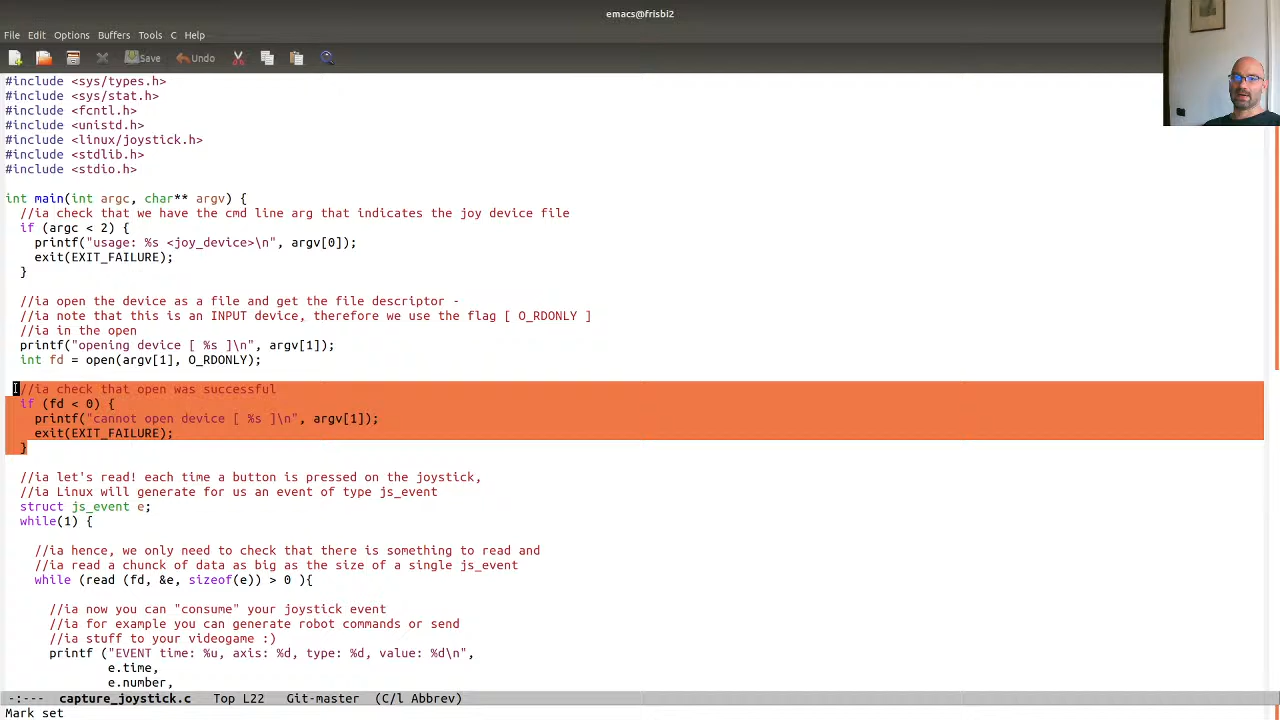 emacs@frisbi2
File Edit Options Buffers Tools C Help
Save Undo
#include <sys/types.h>
#include <sys/stat.h>
#include <fcntl.h>
#include <unistd.h>
#include <linux/joystick.h>
#include <stdlib.h>
#include <stdio.h>
int main(int argc, char** argv) {
//ia check that we have the cmd line arg that indicates the joy device file
if (argc < 2) {
printf("usage: %s <joy_device>\n", argv[0]);
exit(EXIT_FAILURE);
}
//ia open the device as a file and get the file descriptor -
//ia note that this is an INPUT device, therefore we use the flag [ O_RDONLY ]
//ia in the open
printf("opening device [ %s ]\n", argv[1]);
int fd = open(argv[1], O_RDONLY);
//ia check that open was successful
if (fd < 0) {
printf("cannot open device [ %s ]\n", argv[1]);
exit(EXIT_FAILURE);
}
//ia let's read! each time a button is pressed on the joystick,
//ia Linux will generate for us an event of type js_event
struct js_event e;
while(1) {
//ia hence, we only need to check that there is something to read and
//ia read a chunck of data as big as the size of a single js_event
while (read (fd, &e, sizeof(e)) > 0 ){
//ia now you can "consume" your joystick event
//ia for example you can generate robot commands or send
//ia stuff to your videogame :)
printf ("EVENT time: %u, axis: %d, type: %d, value: %d\n",
e.time,
e.number,
-:--- capture_joystick.c Top L22 Git-master (C/l Abbrev)
Mark set